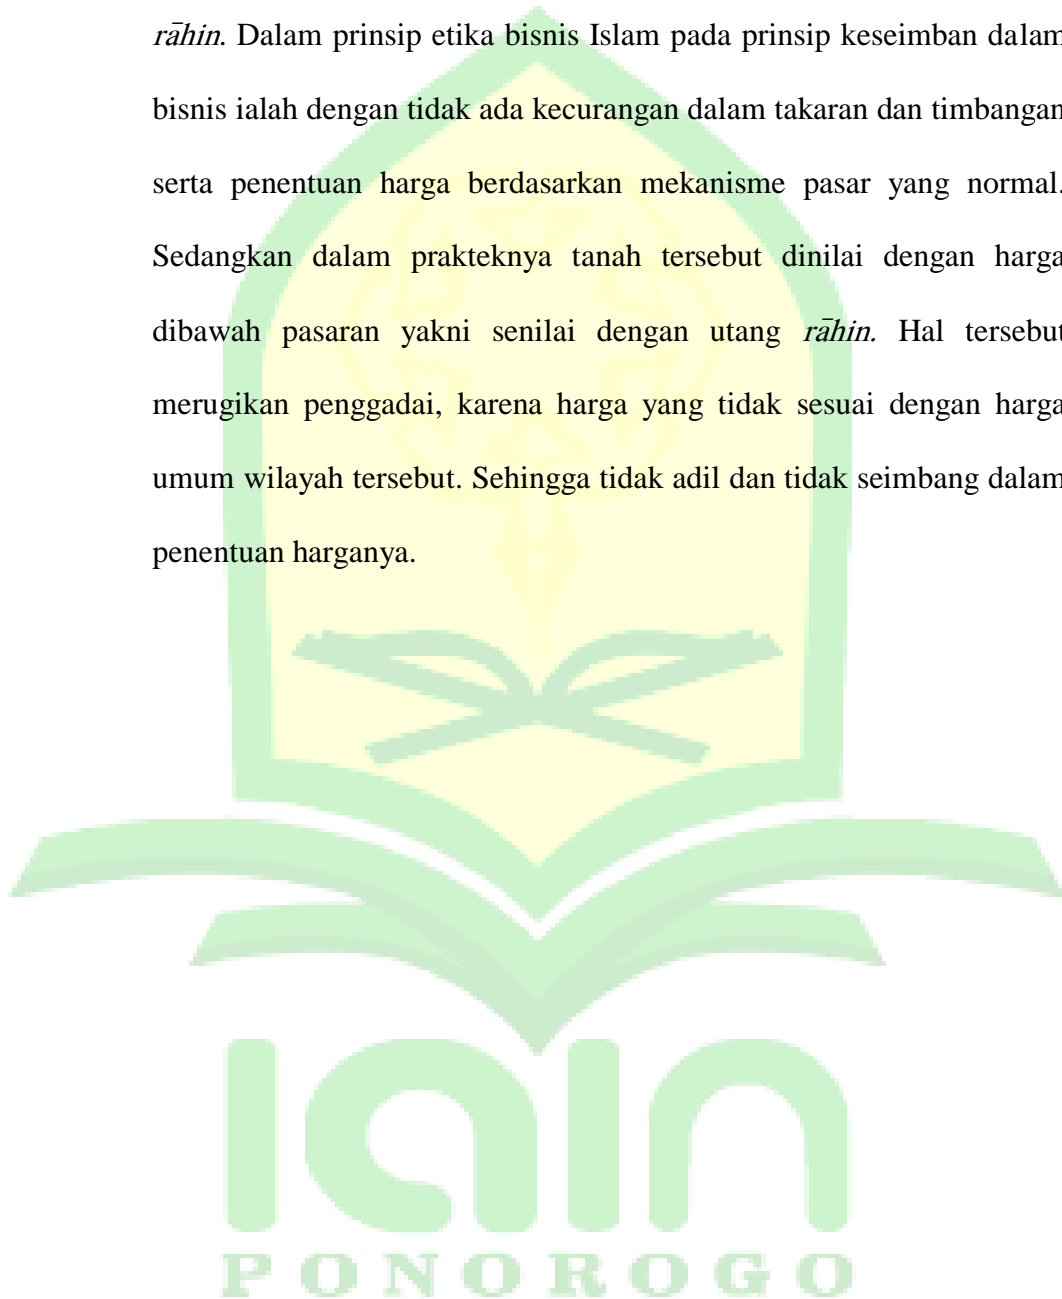 rāhin. Dalam prinsip etika bisnis Islam pada prinsip keseimban dalam
bisnis ialah dengan tidak ada kecurangan dalam takaran dan timbangan
serta penentuan harga berdasarkan mekanisme pasar yang normal.
Sedangkan dalam prakteknya tanah tersebut dinilai dengan harga
dibawah pasaran yakni senilai dengan utang rāhin. Hal tersebut
merugikan penggadai, karena harga yang tidak sesuai dengan harga
umum wilayah tersebut. Sehingga tidak adil dan tidak seimbang dalam
penentuan harganya.
iain
PONOROGO